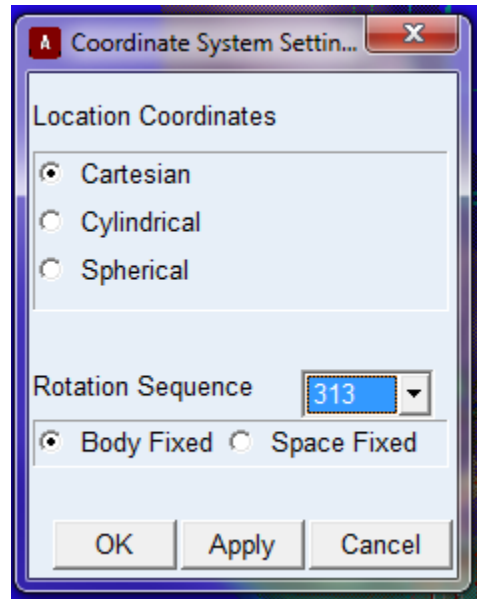 A Coordinate System Settin...
Location Coordinates
Cartesian
Cylindrical
Spherical
Rotation Sequence 313
Body Fixed Space Fixed
OK Apply Cancel